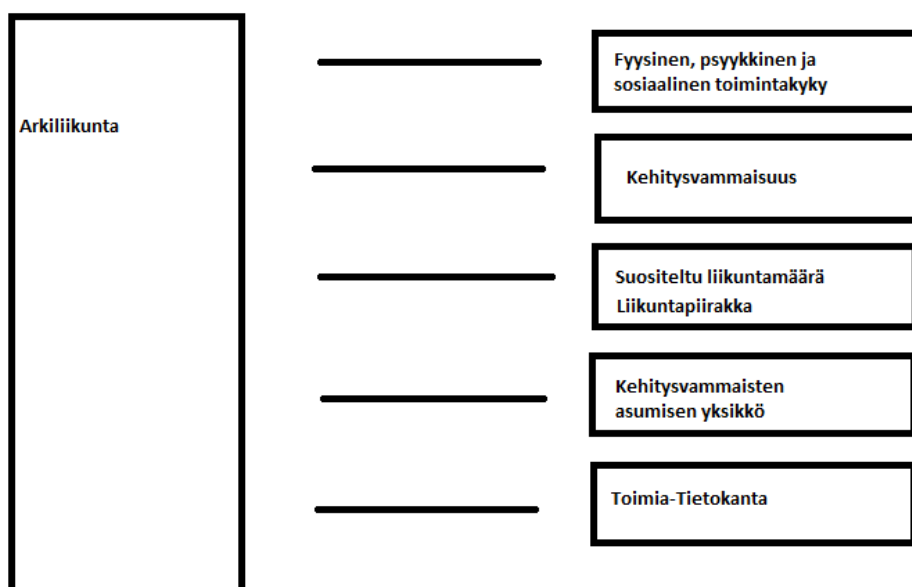 Arkiliikunta
Fyysinen, psyykkinen ja
sosiaalinen toimintakyky
Kehitysvammaisuus
Suositeltu liikuntamäärä
Liikuntapiirakka
Kehitysvammaisten
asumisen yksikkö
Toimia-Tietokanta